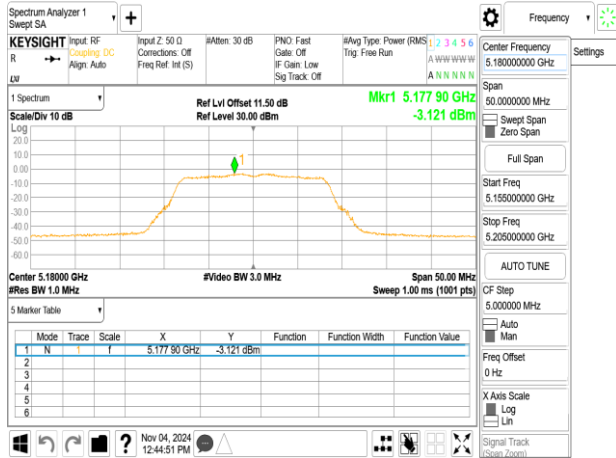 Spectrum Analyzer 1
Swept SA
Frequency
Settings
KEYSIGHT
R
LXI
Input: RF
Coupling: DC
Align: Auto
Input Z: 50 Ω
Corrections: Off
Freq Ref: Int (S)
#Atten: 30 dB
PNO: Fast
Gate: Off
IF Gain: Low
Sig Track: Off
#Avg Type: Power (RMS
Trig: Free Run
1 2 3 4 5 6
A W W W W W
A N N N N N
1 Spectrum
Scale/Div 10 dB
Ref Lvl Offset 11.50 dB
Ref Level 30.00 dBm
Mkr1 5.177 90 GHz
-3.121 dBm
Log
20.0
10.0
0.00
-10.0
-20.0
-30.0
-40.0
-50.0
-60.0
1
Center 5.18000 GHz
#Res BW 1.0 MHz
#Video BW 3.0 MHz
Span 50.00 MHz
Sweep 1.00 ms (1001 pts)
5 Marker Table
Mode Trace Scale X Y Function Function Width Function Value
1 N 1 f 5.177 90 GHz -3.121 dBm
2
3
4
5
6
Nov 04, 2024
12:44:51 PM
Center Frequency
5.180000000 GHz
Span
50.0000000 MHz
Swept Span
Zero Span
Full Span
Start Freq
5.155000000 GHz
Stop Freq
5.205000000 GHz
AUTO TUNE
CF Step
5.000000 MHz
Auto
Man
Freq Offset
0 Hz
X Axis Scale
Log
Lin
Signal Track
(Span Zoom)